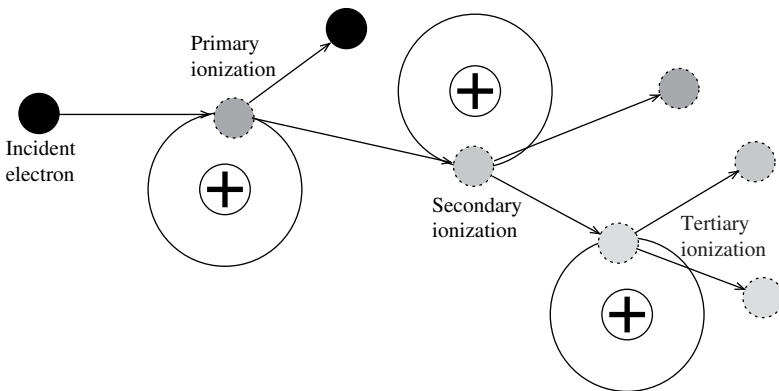 Primary
ionization
Incident
electron
Secondary
ionization
Tertiary
ionization